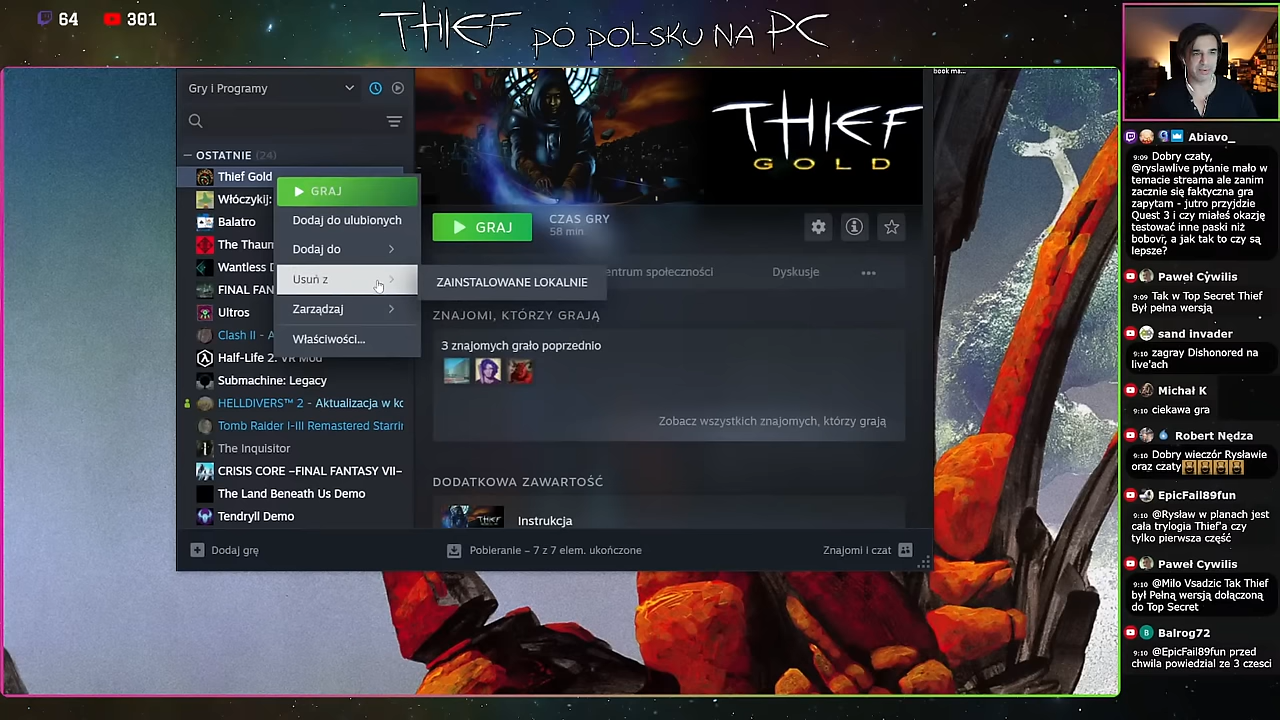 64
301
THIEF PO POLSKU NA PC
Gry i Programy
OSTATNIE (24)
Thief Gold
Włóczykij:
Balatro
The Thaum
Wantless D
FINAL FAN
Ultros
Clash II - A
Half-Life 2: VR Mod
Submachine: Legacy
HELLDIVERS™ 2 - Aktualizacja w ko
Tomb Raider I-III Remastered Starrin
The Inquisitor
CRISIS CORE –FINAL FANTASY VII–
The Land Beneath Us Demo
Tendryll Demo
Dodaj grę
GRAJ
Dodaj do ulubionych
Dodaj do
Usuń z
Zarządzaj
Właściwości...
ZAINSTALOWANE LOKALNIE
THIEF
GOLD
GRAJ
CZAS GRY
58 min
entrum społeczności
Dyskusje
ZNAJOMI, KTÓRZY GRAJĄ
3 znajomych grało poprzednio
Zobacz wszystkich znajomych, którzy grają
DODATKOWA ZAWARTOŚĆ
Instrukcja
Pobieranie – 7 z 7 elem. ukończone
Znajomi i czat
book ma...
Abiavo_
9:09 Dobry czaty,
@ryslawlive pytanie mało w
temacie streama ale zanim
zacznie się faktyczna gra
zapytam - jutro przyjdzie
Quest 3 i czy miałeś okazję
testować inne paski niż
bobovr, a jak tak to czy są
lepsze?
Paweł Cywilis
9:09 Tak w Top Secret Thief
Był pełna wersją
sand invader
9:10 zagray Dishonored na
live'ach
Michał K
9:10 ciekawa gra
Robert Nędza
9:10 Dobry wieczór Rysławie
oraz czaty
EpicFail89fun
9:10 @Rysław w planach jest
cała trylogia Thief'a czy
tylko pierwsza część
Paweł Cywilis
9:10 @Milo Vsadzic Tak Thief
był Pełną wersją dołączoną
do Top Secret
Balrog72
9:10 @EpicFail89fun przed
chwila powiedzial ze 3 czesci